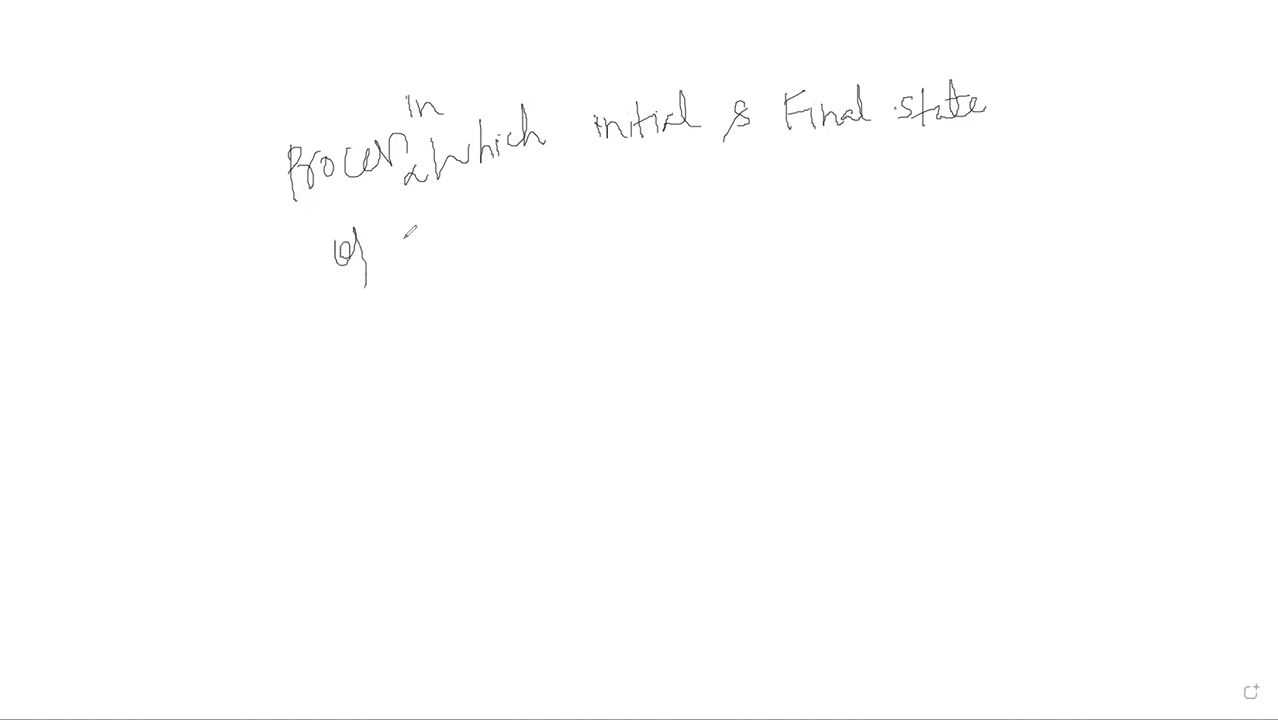 Process in which initial & Final state
of